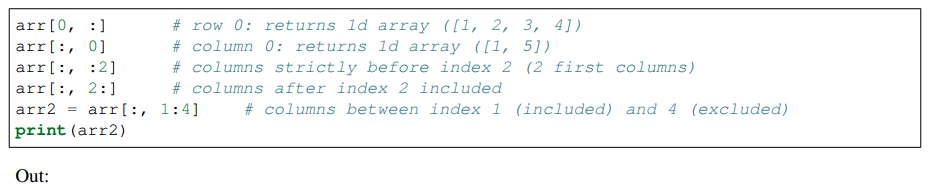 arr[0, :]       # row 0: returns 1d array ([1, 2, 3, 4])
arr[:, 0]       # column 0: returns 1d array ([1, 5])
arr[:, :2]      # columns strictly before index 2 (2 first columns)
arr[:, 2:]      # columns after index 2 included
arr2 = arr[:, 1:4]     # columns between index 1 (included) and 4 (excluded)
print(arr2)
Out: